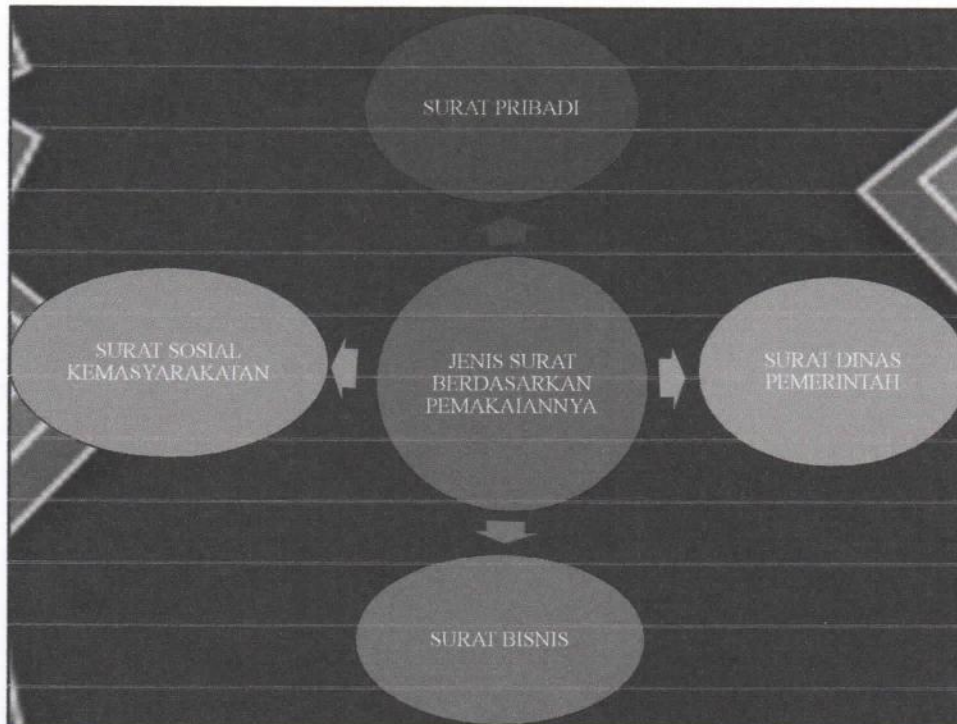 SURAT PRIBADI
SURAT SOSIAL
KEMASYARAKATAN
JENIS SURAT
BERDASARKAN
PEMAKAIANNYA
SURAT DINAS
PEMERINTAH
SURAT BISNIS